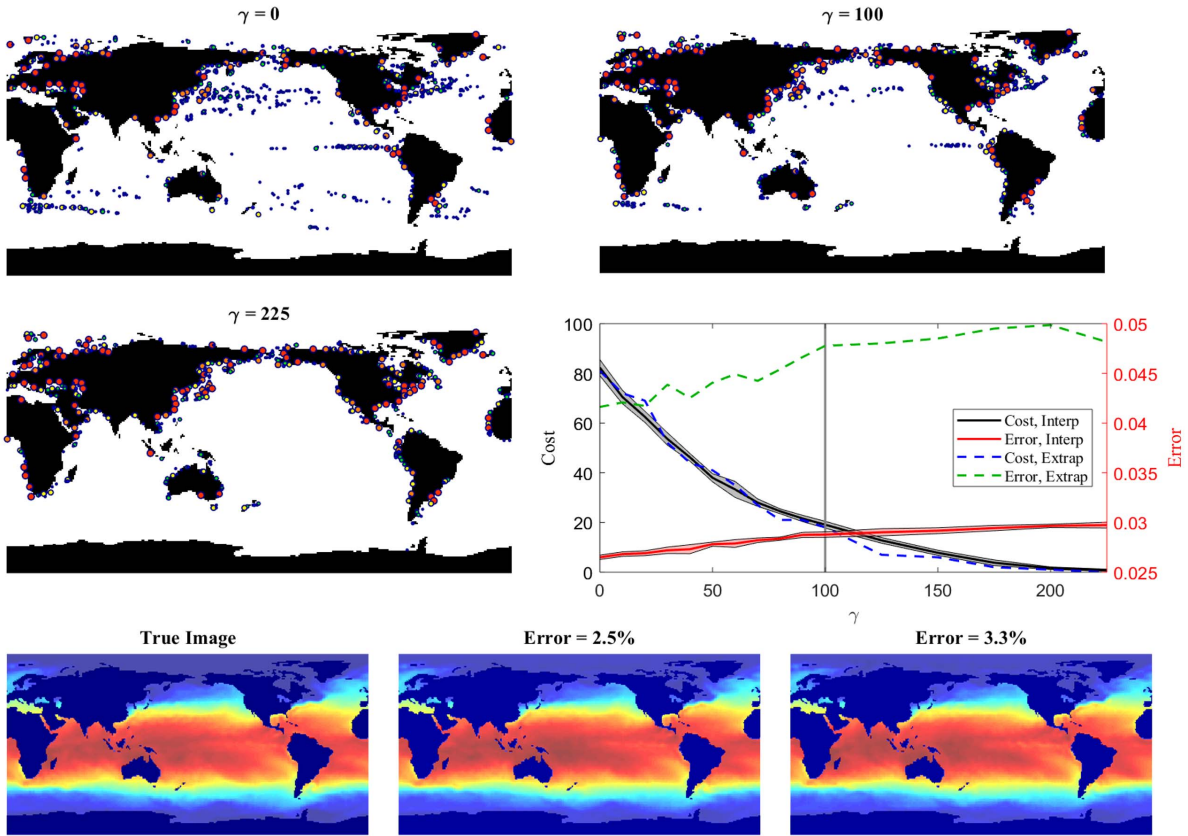 γ = 0
γ = 100
γ = 225
100
80
60
40
20
0
Cost
0.05
0.045
0.04
0.035
0.03
0.025
Error
Cost, Interp
Error, Interp
Cost, Extrap
Error, Extrap
0 50 100 150 200
γ
True Image
Error = 2.5%
Error = 3.3%